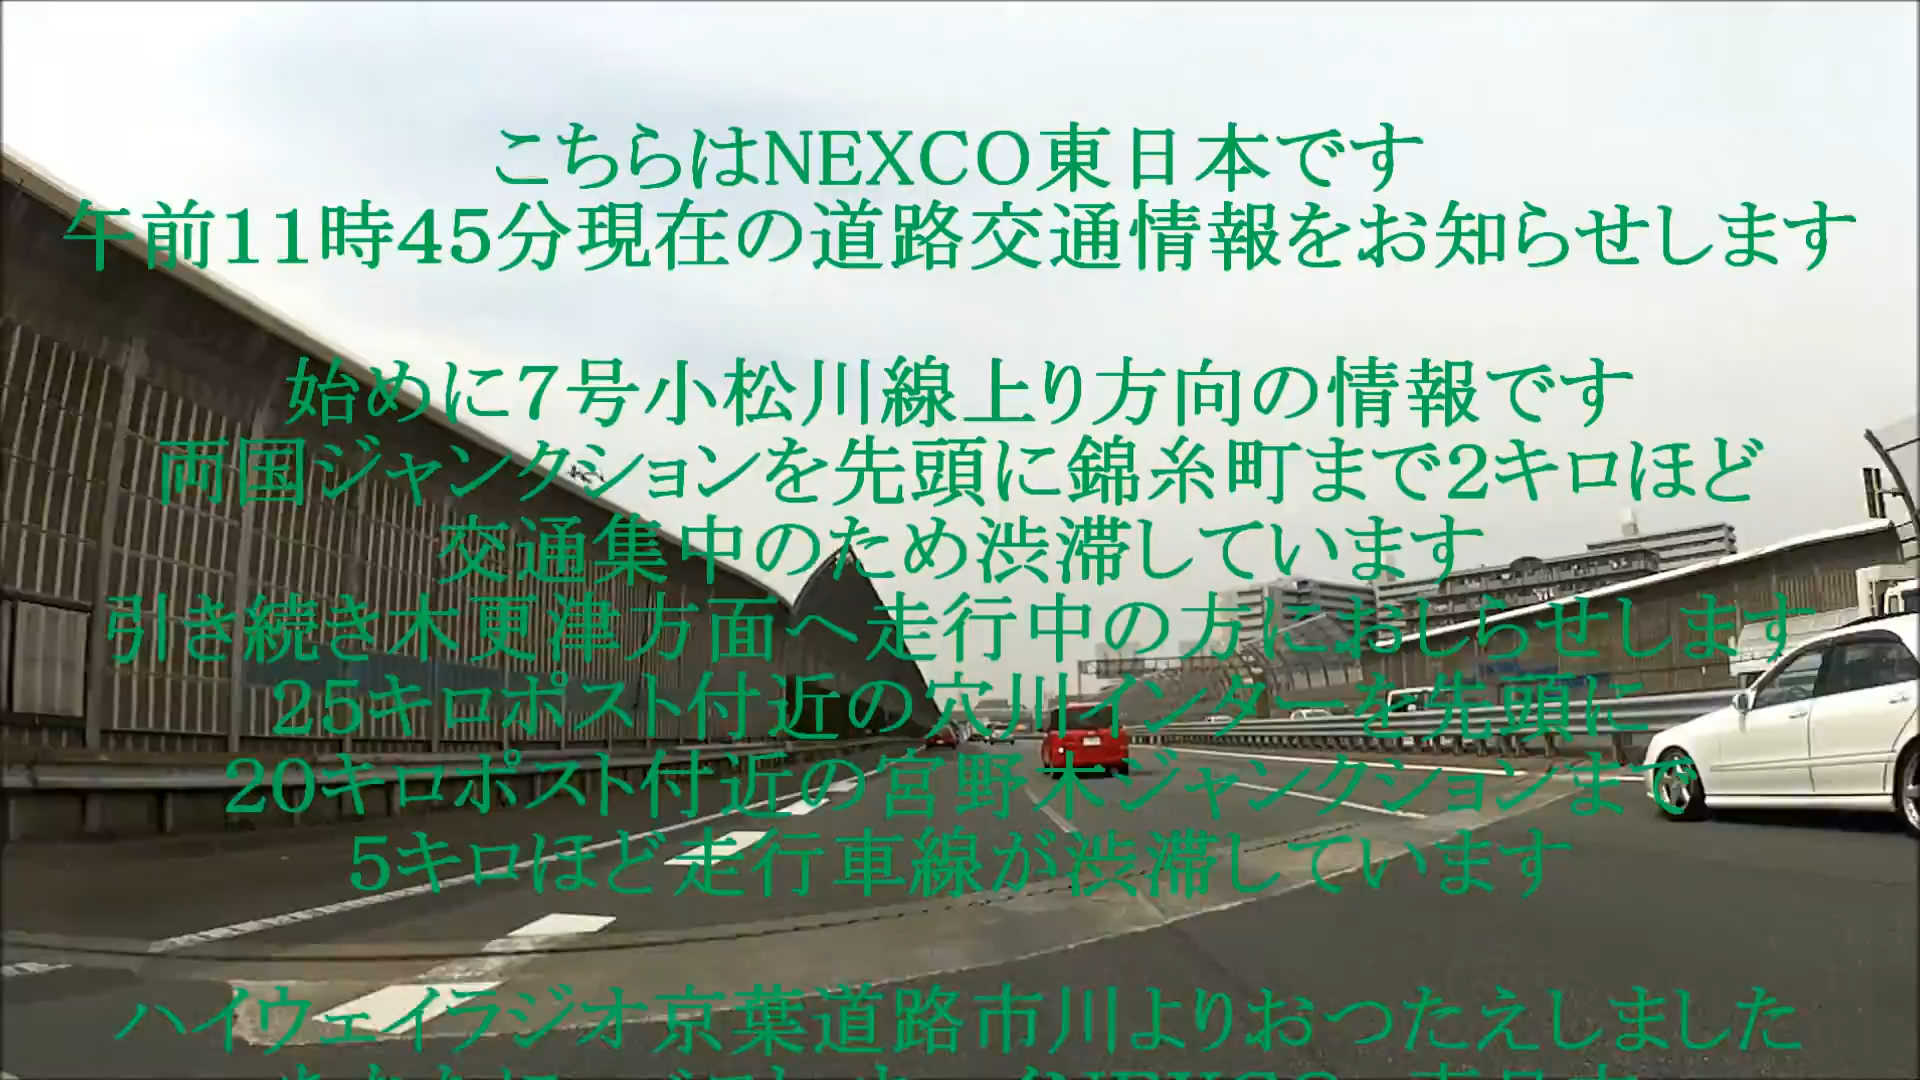 こちらはNEXCO東日本です
午前11時45分現在の道路交通情報をお知らせします
始めに7号小松川線上り方向の情報です
両国ジャンクションを先頭に錦糸町まで2キロほど
交通集中のため渋滞しています
引き続き木更津方面へ走行中の方におしらせします
25キロポスト付近の穴川インターを先頭に
20キロポスト付近の宮野木ジャンクションまで
5キロほど走行車線が渋滞しています
ハイウェイラジオ京葉道路市川よりおつたえしました